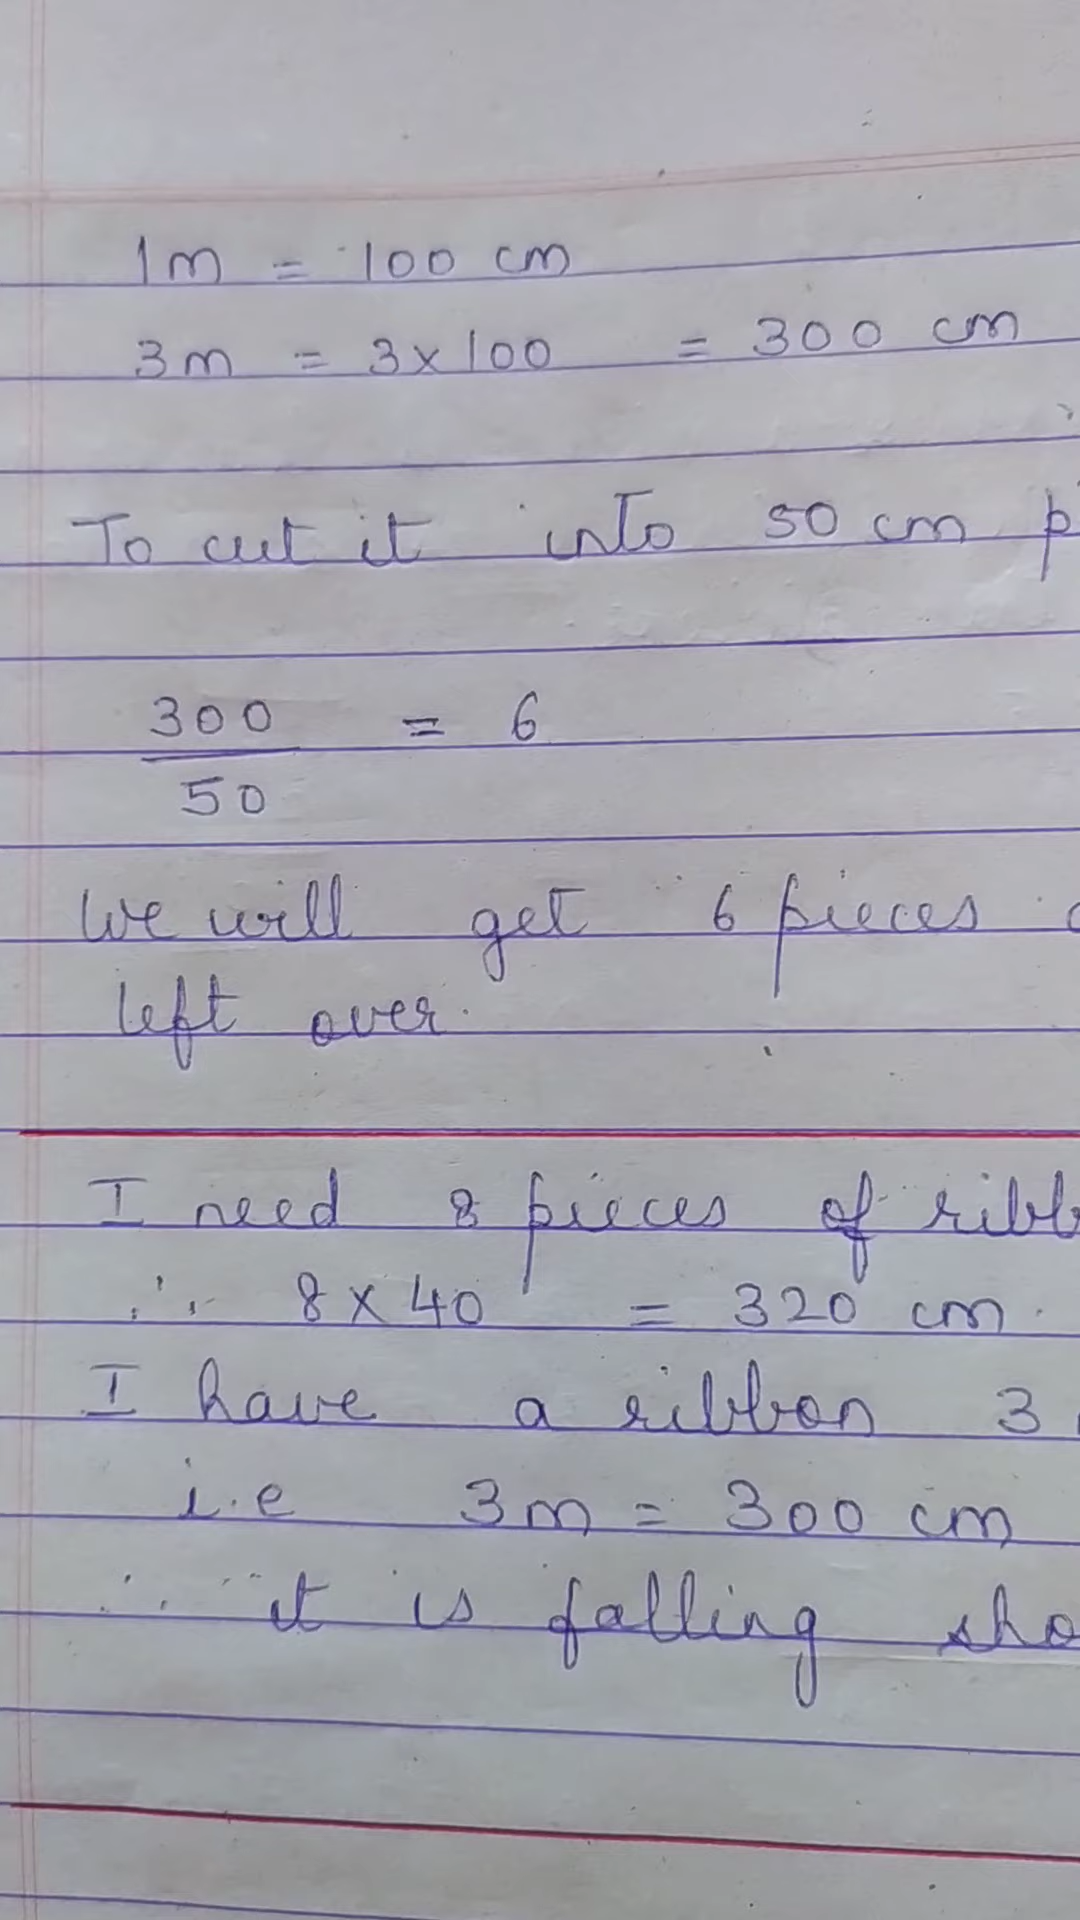 1m = 100 cm
3m = 3x100 = 300 cm
To cut it into 50 cm
300 = 6
50
We will get 6 pieces
left over.
I need 8 pieces of
∴ 8x40 = 320 cm.
I have a ribbon 3
i.e 3m = 300 cm
∴ it is falling